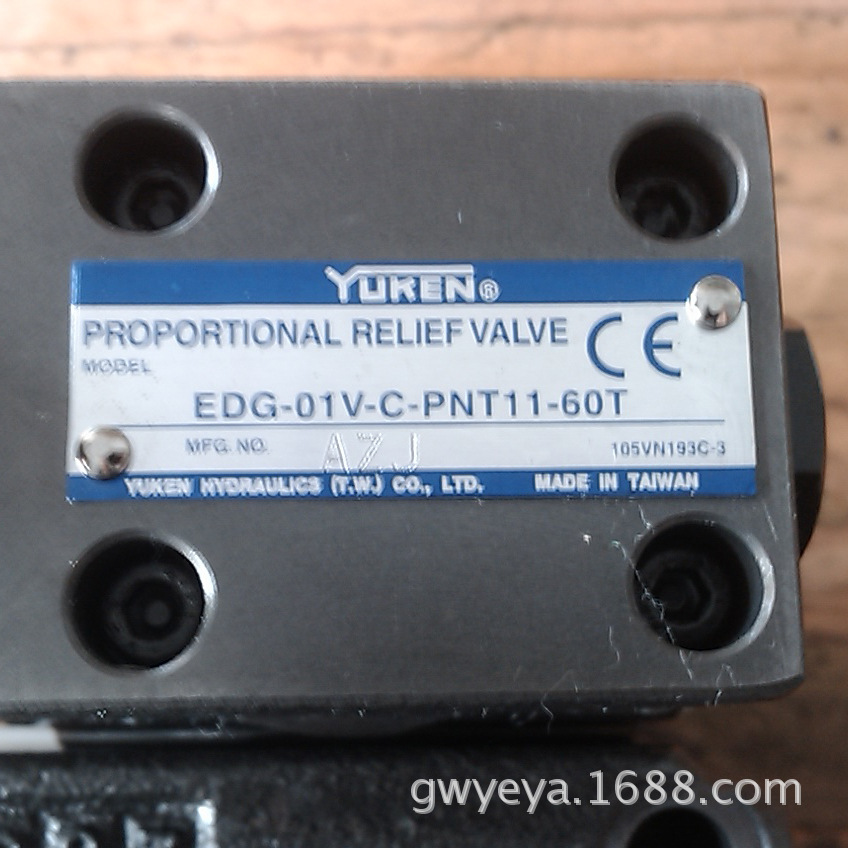 YUKEN®
PROPORTIONAL RELIEF VALVE CE
MODEL
EDG-01V-C-PNT11-60T
MFG. NO. AZJ 105VN193C-3
YUKEN HYDRAULICS (T.W.) CO., LTD. MADE IN TAIWAN
gwyeya.1688.com